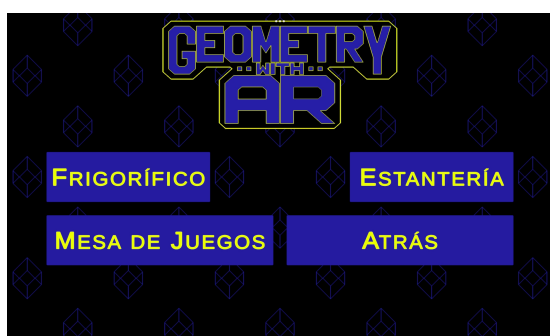 GEOMETRY
WITH
AR
FRIGORÍFICO
ESTANTERÍA
MESA DE JUEGOS
ATRÁS